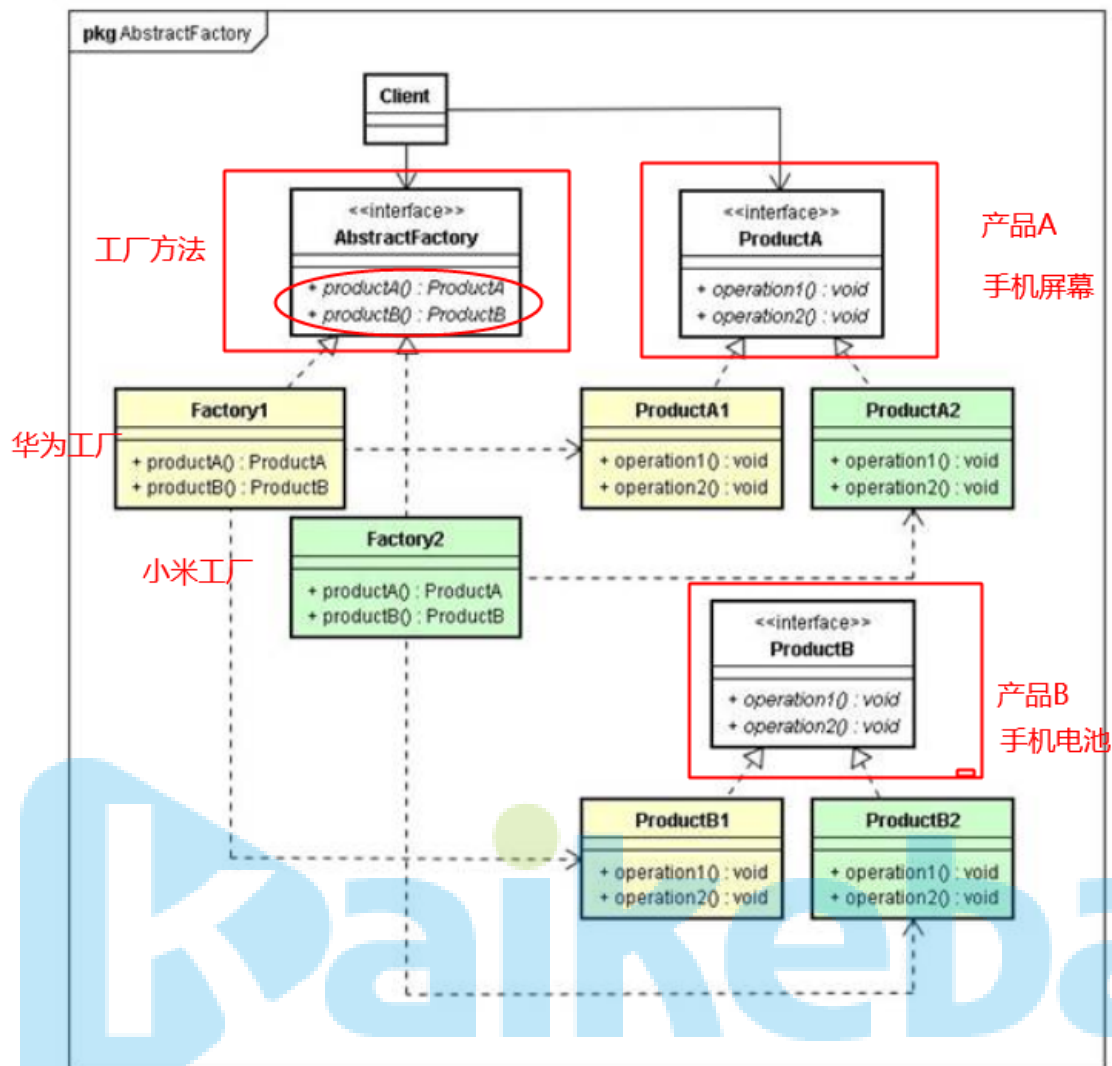 pkg AbstractFactory
Client
<<interface>>
AbstractFactory
+ productA() : ProductA
+ productB() : ProductB
工厂方法
<<interface>>
ProductA
+ operation1() : void
+ operation2() : void
产品A
手机屏幕
华为工厂
Factory1
+ productA() : ProductA
+ productB() : ProductB
ProductA1
+ operation1() : void
+ operation2() : void
ProductA2
+ operation1() : void
+ operation2() : void
小米工厂
Factory2
+ productA() : ProductA
+ productB() : ProductB
<<interface>>
ProductB
+ operation1() : void
+ operation2() : void
产品B
手机电池
ProductB1
+ operation1() : void
+ operation2() : void
ProductB2
+ operation1() : void
+ operation2() : void
kaikeba